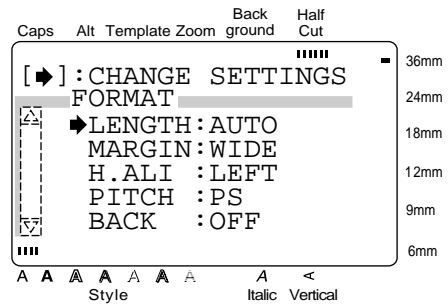 Back Half
Caps Alt Template Zoom ground Cut
[➡]:CHANGE SETTINGS
FORMAT
➡LENGTH:AUTO
MARGIN:WIDE
H.ALI :LEFT
PITCH :PS
BACK :OFF
36mm
24mm
18mm
12mm
9mm
6mm
A A A A A A A A A
Style Italic Vertical